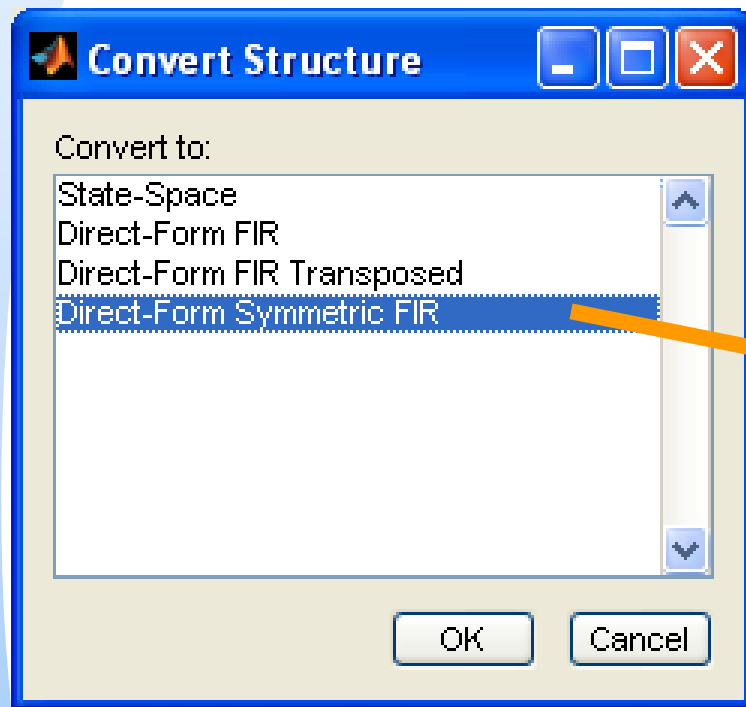 Convert Structure
Convert to:
State-Space
Direct-Form FIR
Direct-Form FIR Transposed
Direct-Form Symmetric FIR
OK Cancel